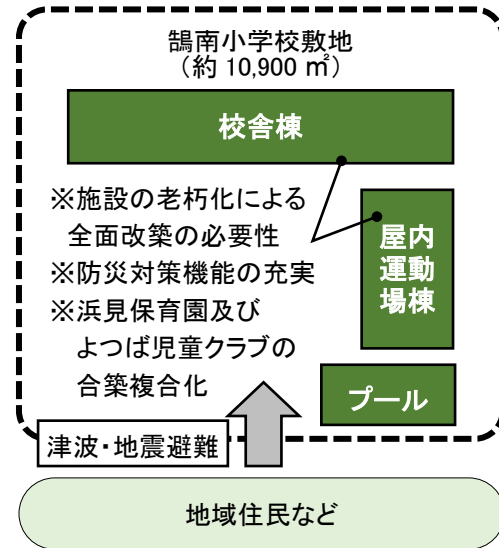 鵠南小学校敷地
（約 10,900 ㎡）
校舎棟
※施設の老朽化による
全面改築の必要性
※防災対策機能の充実
※浜見保育園及び
よつば児童クラブの
合築複合化
屋内
運動
場棟
プール
津波・地震避難
地域住民など